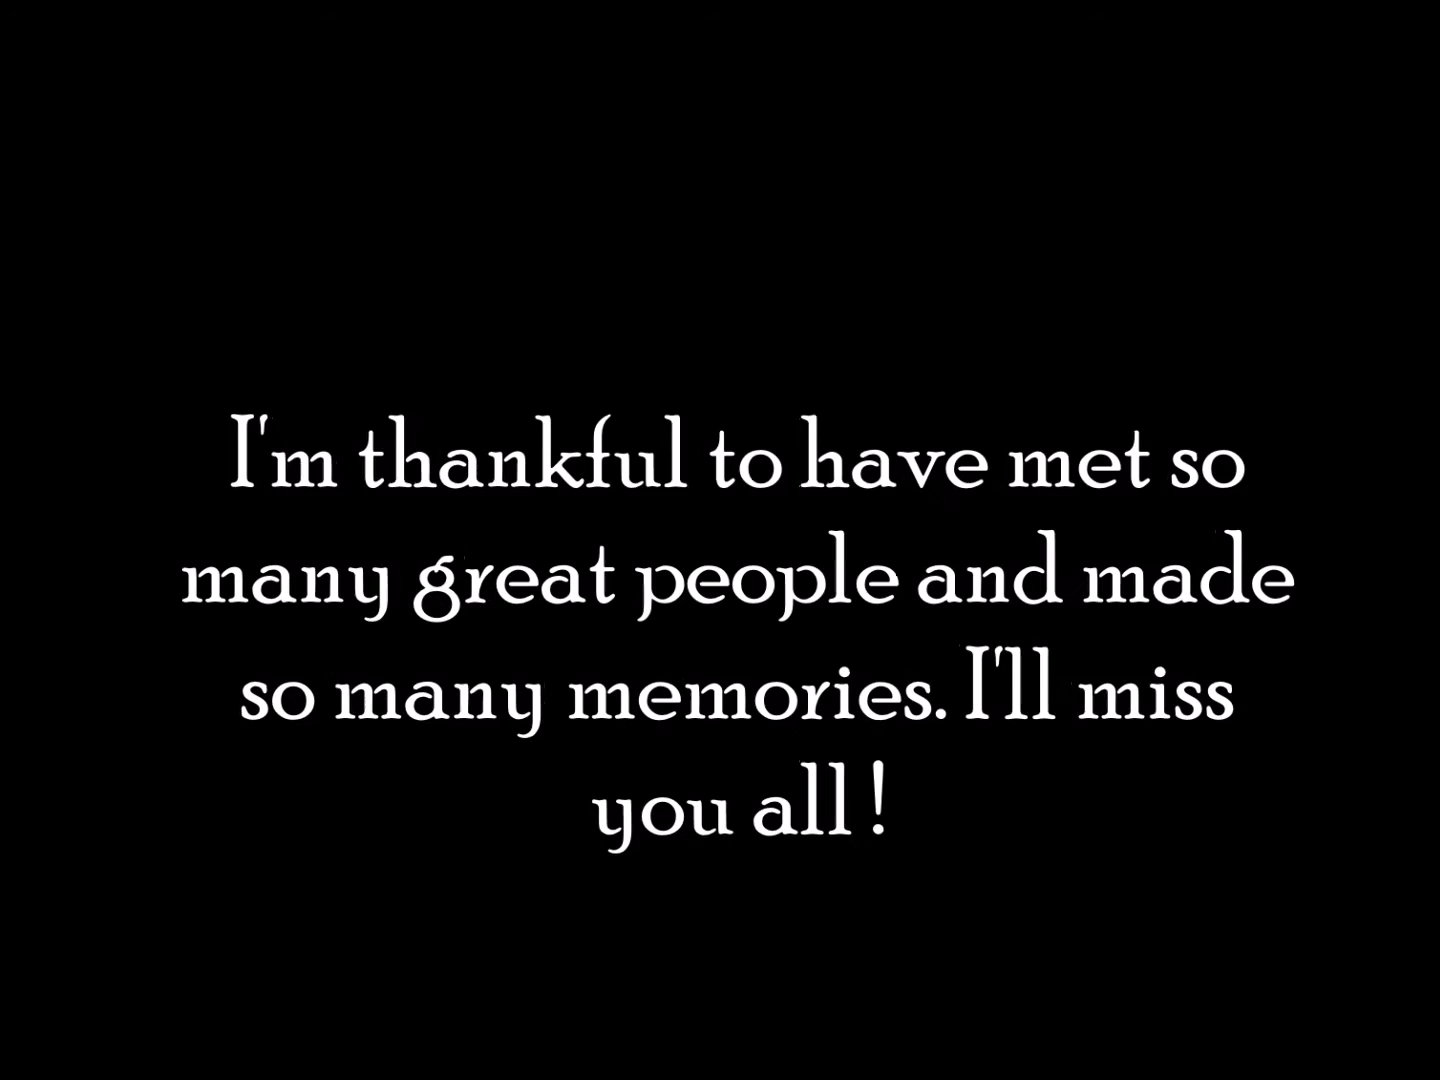 I'm thankful to have met so
many great people and made
so many memories. I'll miss
you all!